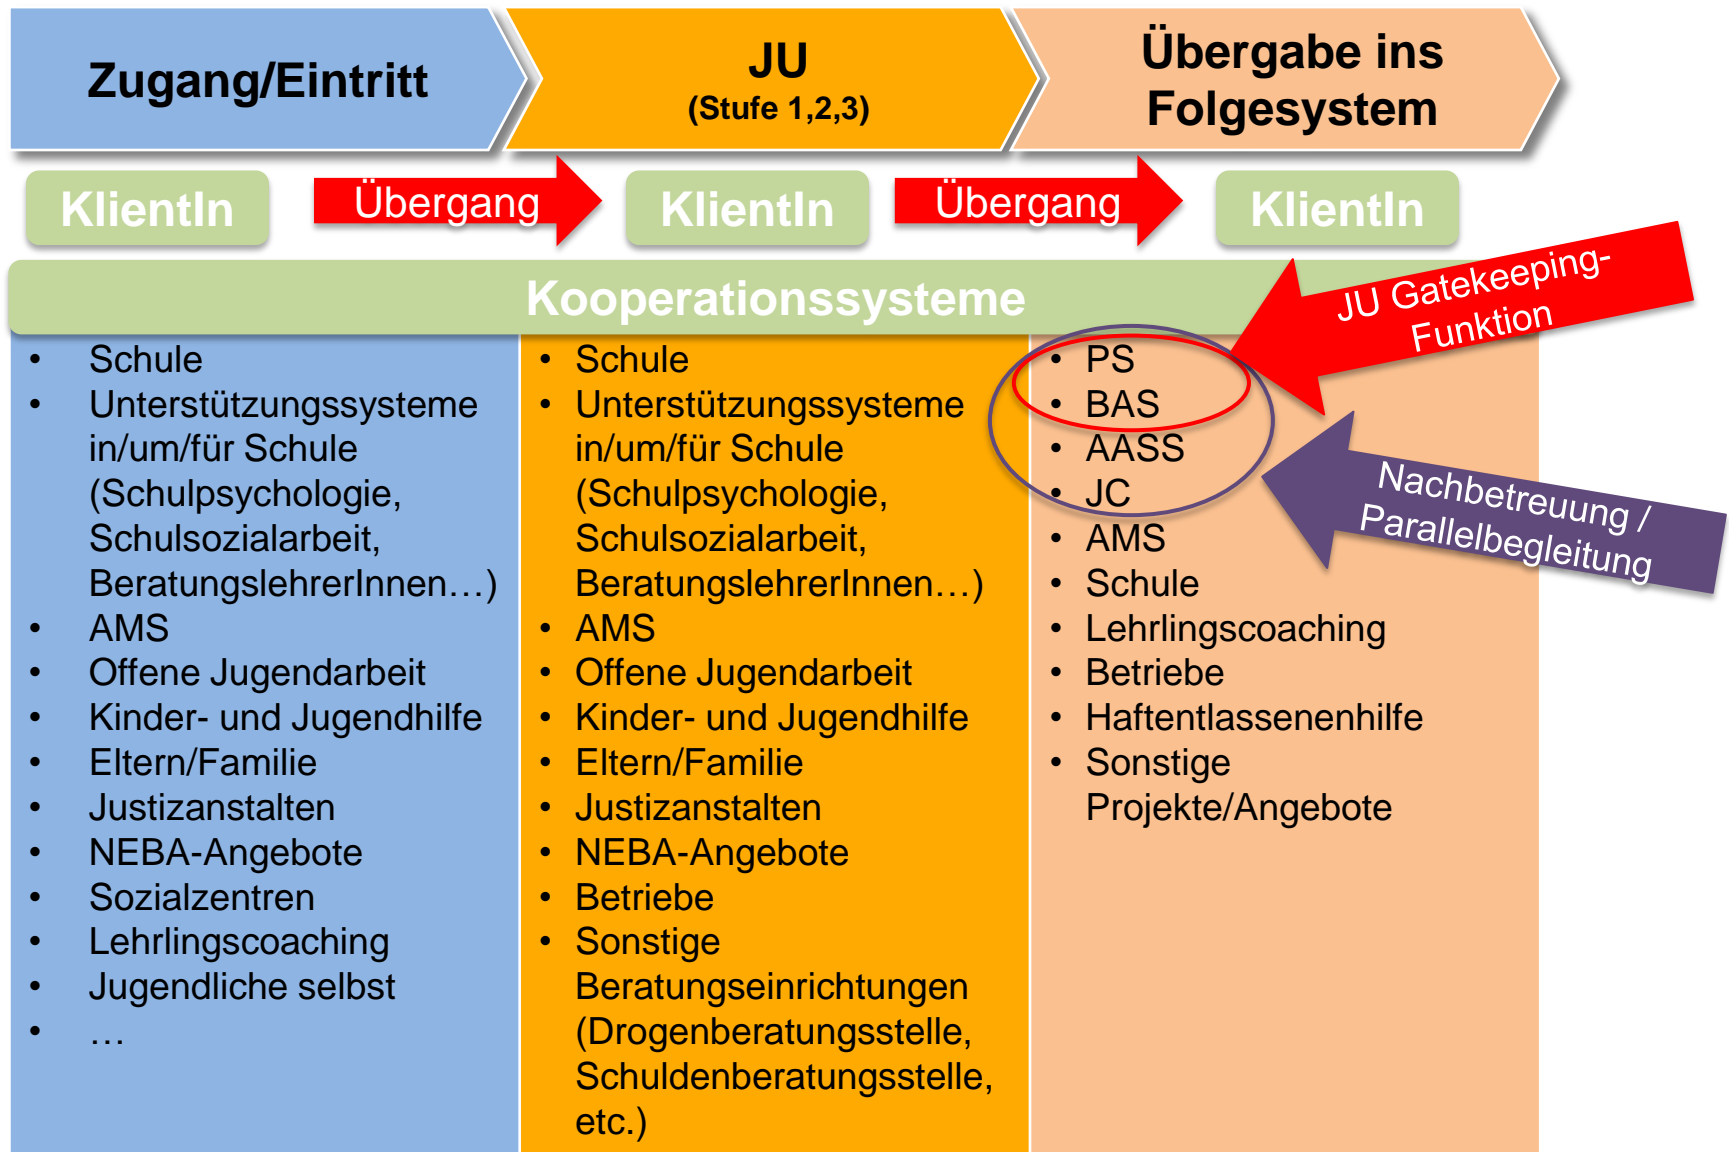 Zugang/Eintritt
JU
(Stufe 1,2,3)
Übergabe ins
Folgesystem
KlientIn
Übergang
KlientIn
Übergang
KlientIn
Kooperationssysteme
JU Gatekeeping-
Funktion
Nachbetreuung /
Parallelbegleitung
• Schule
• Unterstützungssysteme
in/um/für Schule
(Schulpsychologie,
Schulsozialarbeit,
BeratungslehrerInnen…)
• AMS
• Offene Jugendarbeit
• Kinder- und Jugendhilfe
• Eltern/Familie
• Justizanstalten
• NEBA-Angebote
• Sozialzentren
• Lehrlingscoaching
• Jugendliche selbst
• …
• Schule
• Unterstützungssysteme
in/um/für Schule
(Schulpsychologie,
Schulsozialarbeit,
BeratungslehrerInnen…)
• AMS
• Offene Jugendarbeit
• Kinder- und Jugendhilfe
• Eltern/Familie
• Justizanstalten
• NEBA-Angebote
• Betriebe
• Sonstige
Beratungseinrichtungen
(Drogenberatungsstelle,
Schuldenberatungsstelle,
etc.)
• PS
• BAS
• AASS
• JC
• AMS
• Schule
• Lehrlingscoaching
• Betriebe
• Haftentlassenenhilfe
• Sonstige
Projekte/Angebote